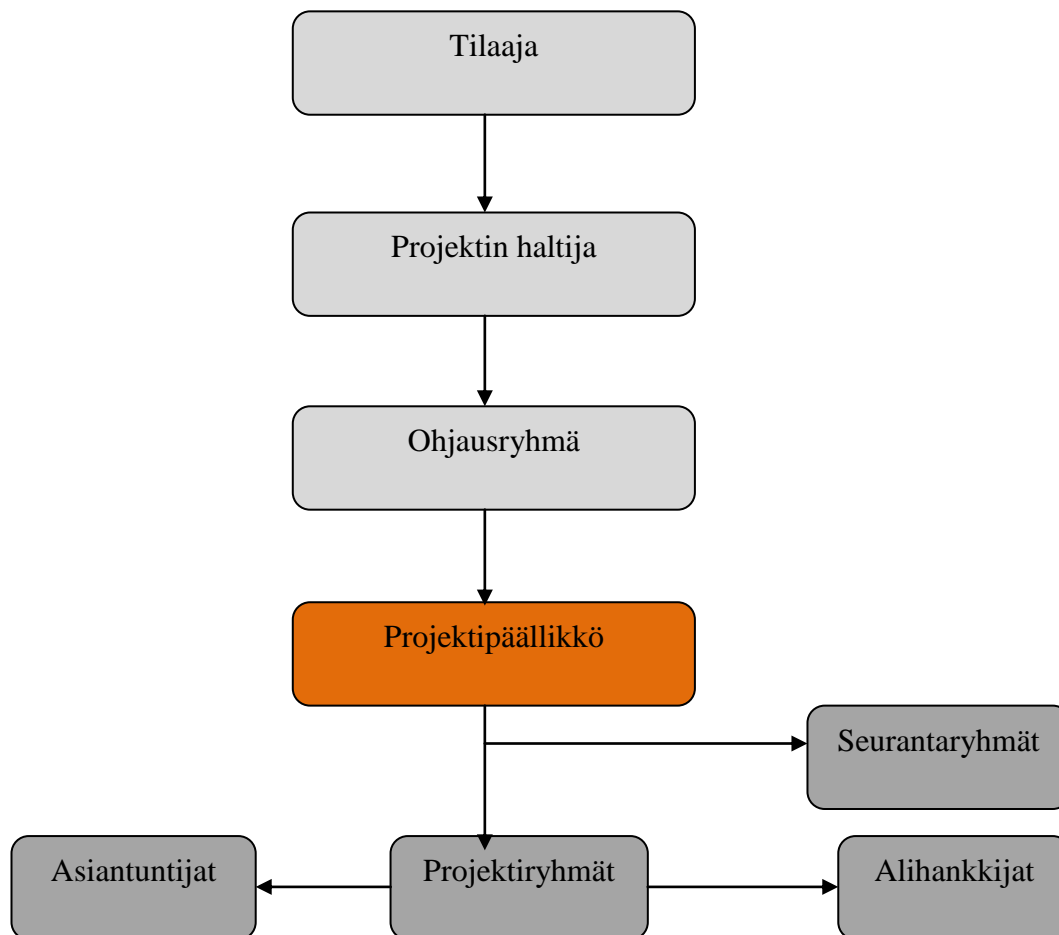 Tilaaja
Projektin haltija
Ohjausryhmä
Projektipäällikkö
Seurantaryhmät
Asiantuntijat
Projektiryhmät
Alihankkijat